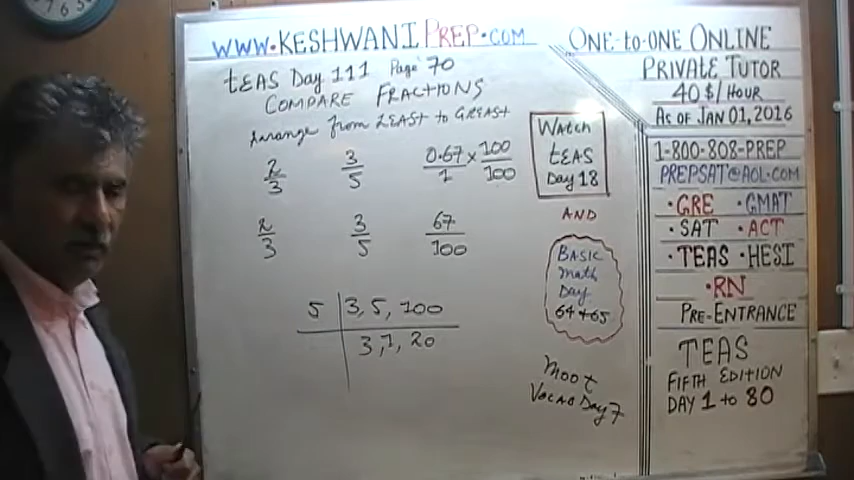 WWW.KESHWANIPREP.COM
tEAS Day 111 Page 70
COMPARE FRACTIONS
Arrange from LEAST to GREAST
2/3 3/5 0.67/1 × 100/100
2/3 3/5 67/100
5 | 3, 5, 100
3, 1, 20
Watch
tEAS
Day 18
AND
BASIC
math
Day
64+65
moot
VOCAB Day 7
ONE-to-ONE ONLINE
PRIVATE TUTOR
40$/HOUR
AS OF JAN 01, 2016
1-800-808-PREP
PREPSAT@AOL.COM
•GRE •GMAT
•SAT •ACT
•TEAS •HESI
•RN
PRE-ENTRANCE
TEAS
FIFTH EDITION
DAY 1 to 80